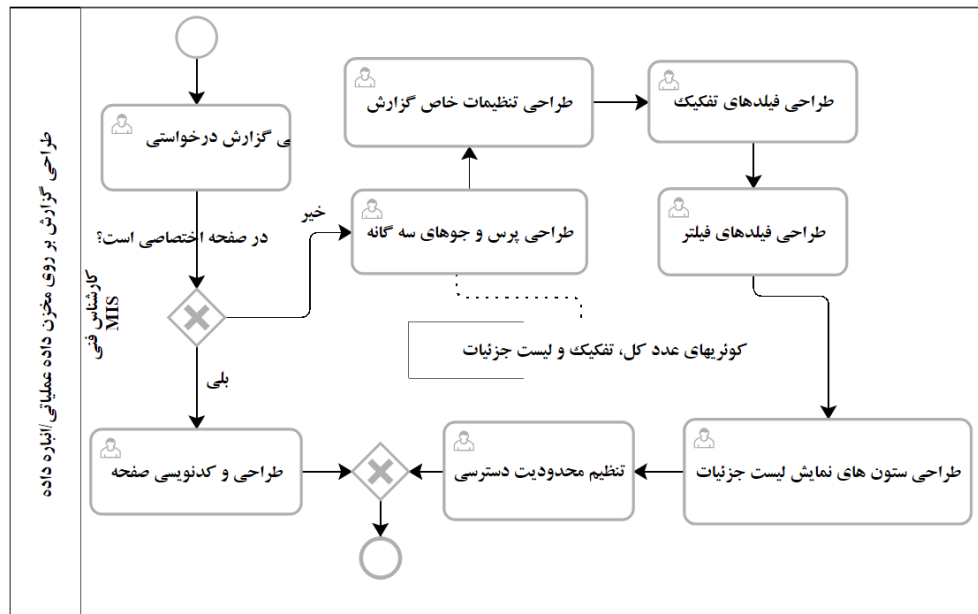 طراحی گزارش بر روی مخزن داده عملیاتی/انباره داده
کارشناس فنی
MIS
ی گزارش درخواستی
در صفحه اختصاصی است؟
خیر
بلی
طراحی پرس و جوهای سه گانه
کوئریهای عدد کل، تفکیک و لیست جزئیات
طراحی تنظیمات خاص گزارش
طراحی فیلدهای تفکیک
طراحی فیلدهای فیلتر
طراحی ستون های نمایش لیست جزئیات
تنظیم محدودیت دسترسی
طراحی و کدنویسی صفحه